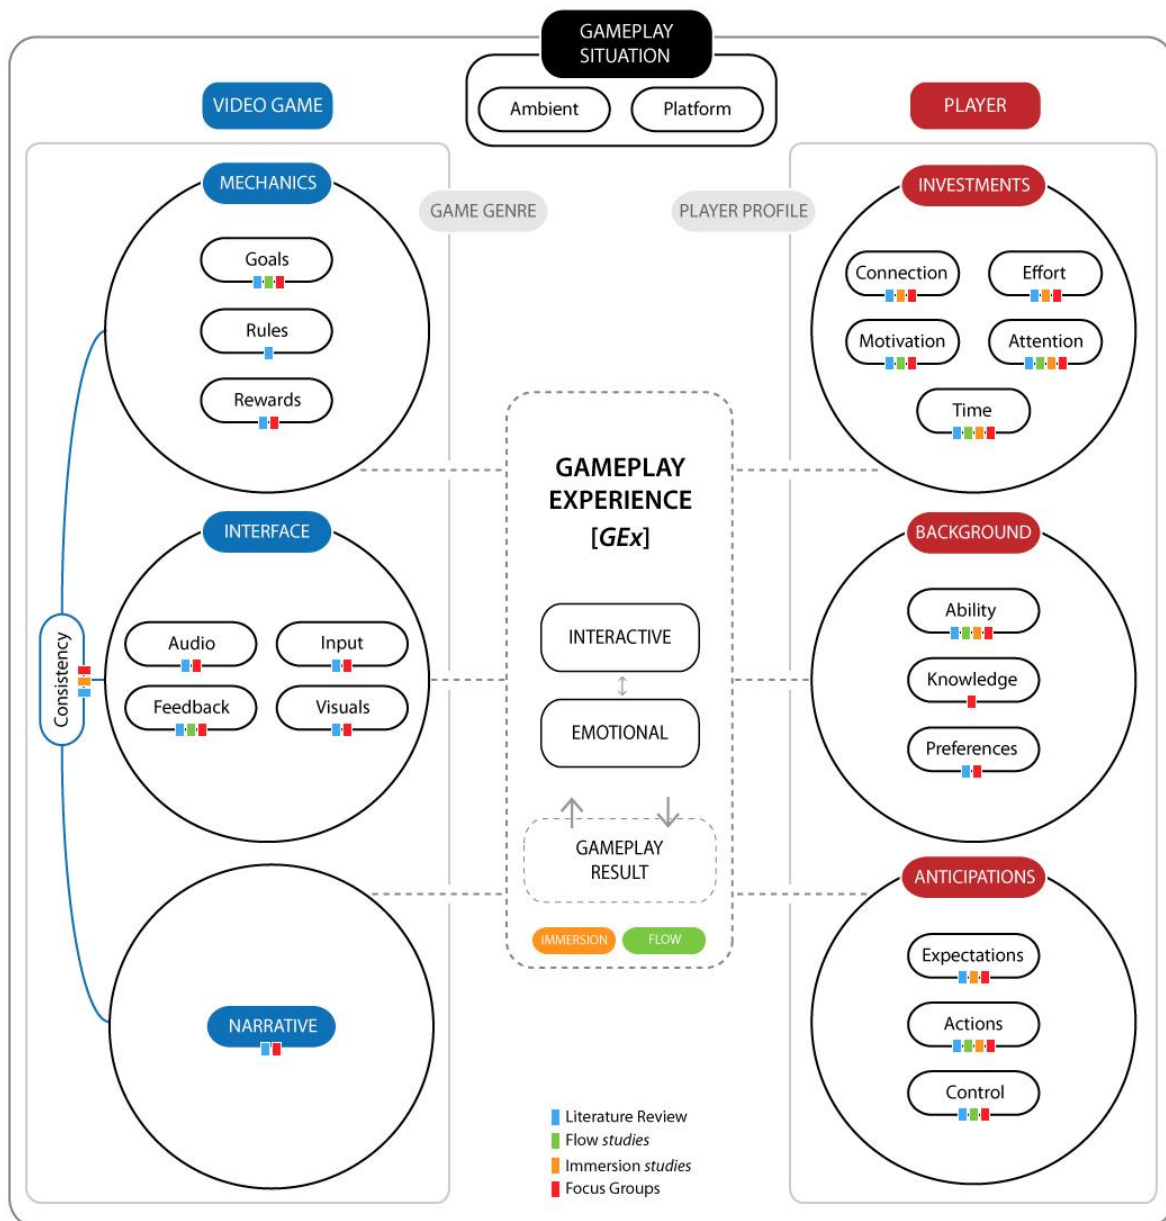 GAMEPLAY
SITUATION
Ambient
Platform
VIDEO GAME
PLAYER
GAME GENRE
PLAYER PROFILE
MECHANICS
Goals
Rules
Rewards
INTERFACE
Audio
Input
Feedback
Visuals
Consistency
NARRATIVE
GAMEPLAY
EXPERIENCE
[GEx]
INTERACTIVE
EMOTIONAL
GAMEPLAY
RESULT
IMMERSION
FLOW
INVESTMENTS
Connection
Effort
Motivation
Attention
Time
BACKGROUND
Ability
Knowledge
Preferences
ANTICIPATIONS
Expectations
Actions
Control
Literature Review
Flow studies
Immersion studies
Focus Groups